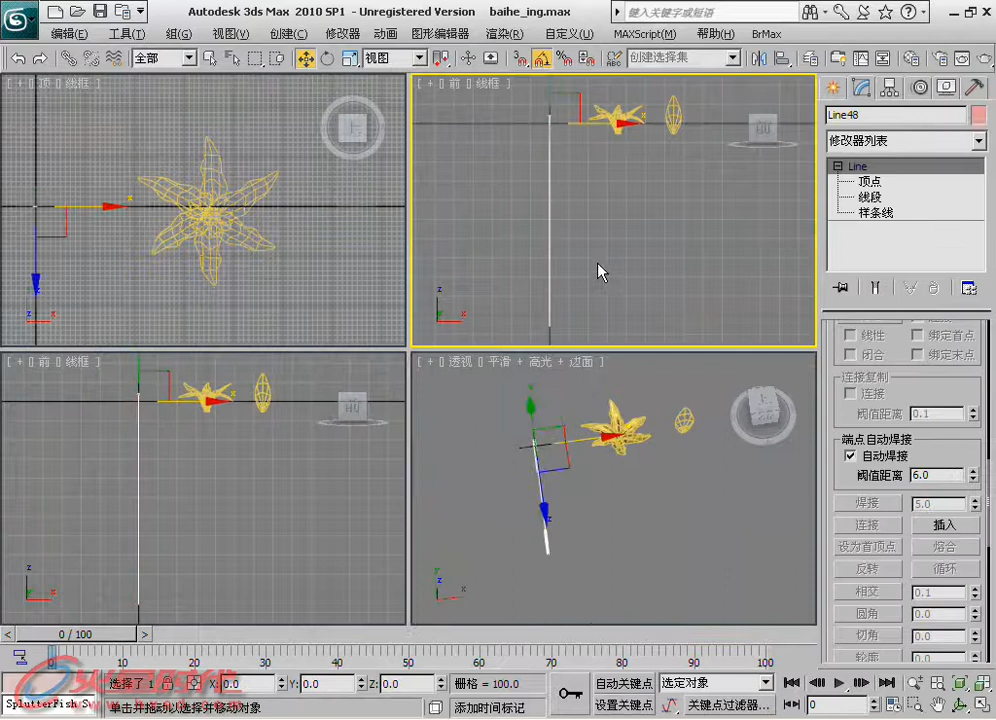 Autodesk 3ds Max 2010 SP1 - Unregistered Version baihe_ing.max
键入关键字或短语
编辑(E) 工具(T) 组(G) 视图(V) 创建(C) 修改器 动画 图形编辑器 渲染(R) 自定义(U) MAXScript(M) 帮助(H) BrMax
全部 视图 创建选择集
[ + [] 顶 [] 线框 ]
[ + [] 前 [] 线框 ]
上
前
Line48
修改器列表
Line
顶点
线段
样条线
x
z
x
z
x
z
x
[ + [] 前 [] 线框 ]
[ + [] 透视 [] 平滑 + 高光 + 边面 ]
前
上
线性 绑定首点
闭合 绑定末点
连接复制
连接
阈值距离 0.1
端点自动焊接
自动焊接
阈值距离 6.0
焊接 5.0
连接 插入
设为首顶点 熔合
反转 循环
相交 0.1
圆角 0.0
切角 0.0
轮廓 0.0
< 0 / 100 >
0 10 20 30 40 50 60 70 80 90 100
选择了 1 X: 0.0 Y: 0.0 Z: 0.0 栅格 = 100.0 自动关键点 选定对象
SplutterFish S 单击并拖动以选择并移动对象 添加时间标记 设置关键点 关键点过滤器... 0